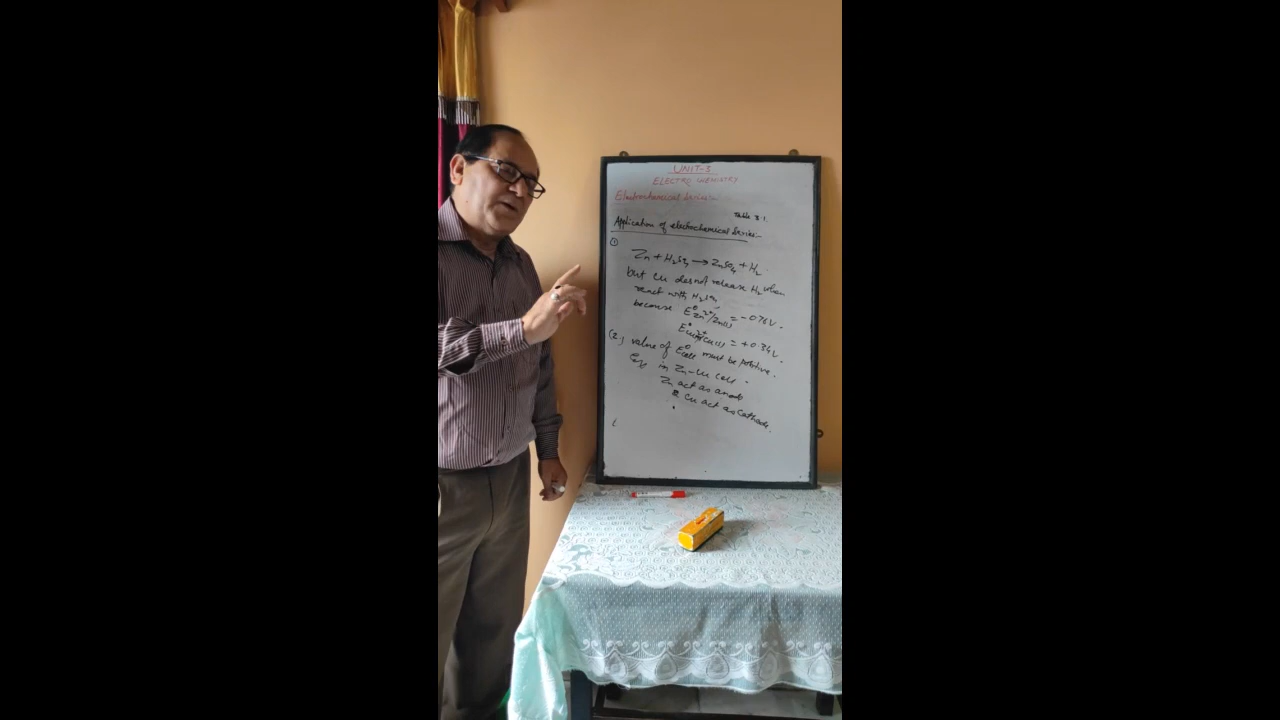 UNIT-3
ELECTRO CHEMISTRY
Electrochemical Series:-
Table 3.1.
Application of electrochemical Series:-
(1)
Zn + H2SO4 → ZnSO4 + H2.
but Cu does not release H2 when
react with H2SO4
because E° Zn2+/Zn(s) = -0.76V.
E° Cu2+/Cu(s) = +0.34V.
(2.) value of E°cell must be positive.
in Zn-Cu cell.
Zn act as anode
& Cu act as cathode.